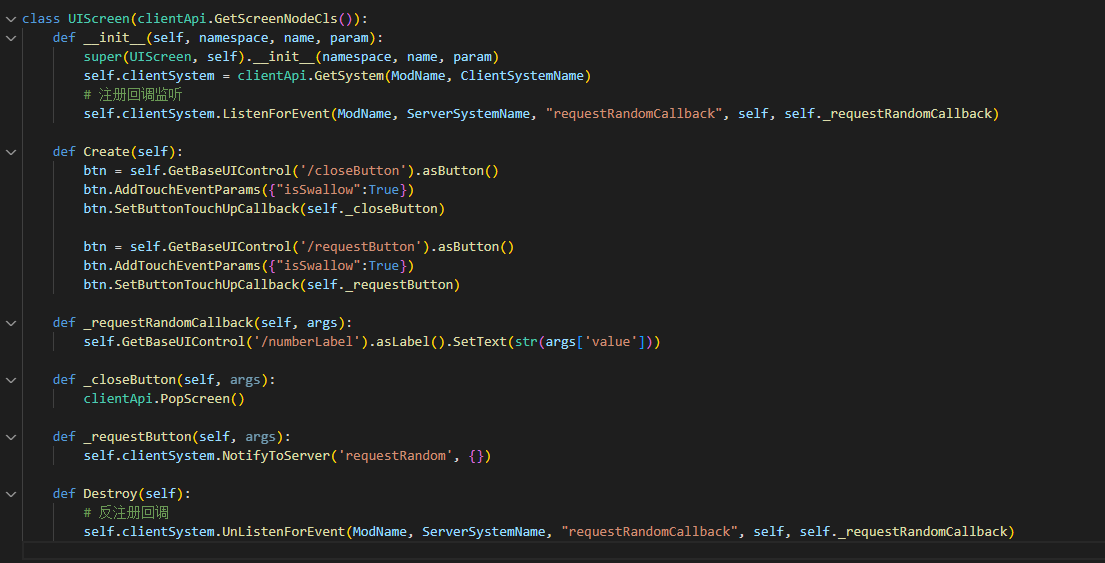 class UIScreen(clientApi.GetScreenNodeCls()):
    def __init__(self, namespace, name, param):
        super(UIScreen, self).__init__(namespace, name, param)
        self.clientSystem = clientApi.GetSystem(ModName, ClientSystemName)
        # 注册回调监听
        self.clientSystem.ListenForEvent(ModName, ServerSystemName, "requestRandomCallback", self, self._requestRandomCallback)

    def Create(self):
        btn = self.GetBaseUIControl('/closeButton').asButton()
        btn.AddTouchEventParams({"isSwallow":True})
        btn.SetButtonTouchUpCallback(self._closeButton)

        btn = self.GetBaseUIControl('/requestButton').asButton()
        btn.AddTouchEventParams({"isSwallow":True})
        btn.SetButtonTouchUpCallback(self._requestButton)

    def _requestRandomCallback(self, args):
        self.GetBaseUIControl('/numberLabel').asLabel().SetText(str(args['value']))

    def _closeButton(self, args):
        clientApi.PopScreen()

    def _requestButton(self, args):
        self.clientSystem.NotifyToServer('requestRandom', {})

    def Destroy(self):
        # 反注册回调
        self.clientSystem.UnListenForEvent(ModName, ServerSystemName, "requestRandomCallback", self, self._requestRandomCallback)